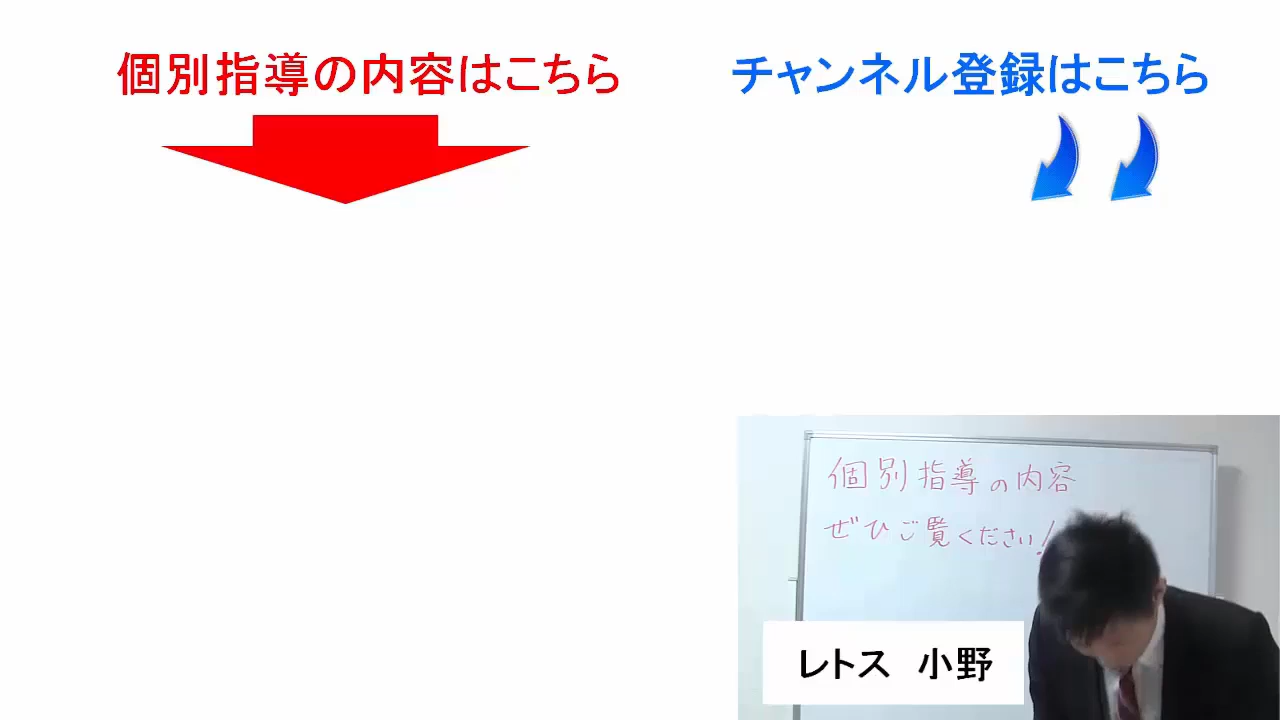 個別指導の内容はこちら
チャンネル登録はこちら
個別指導の内容
ぜひご覧ください!
レトス 小野